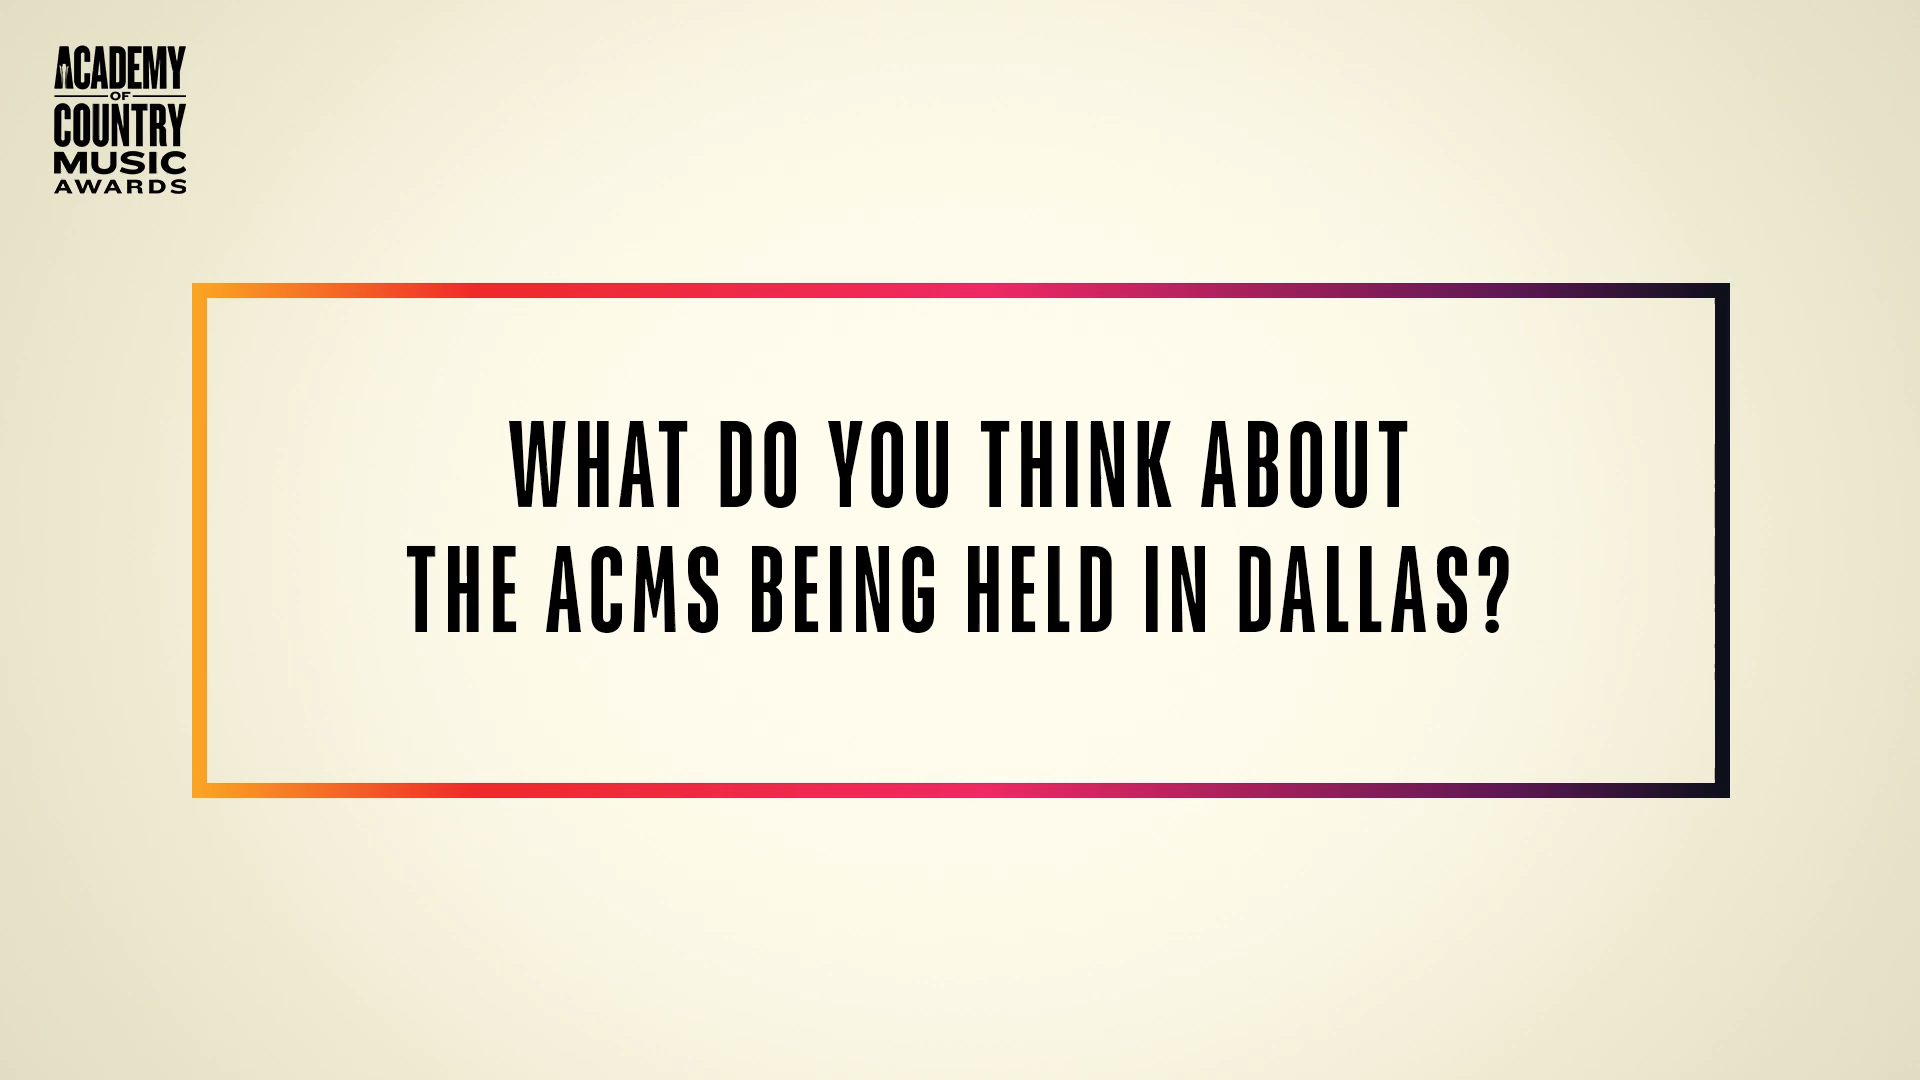 ACADEMY
OF
COUNTRY
MUSIC
AWARDS
WHAT DO YOU THINK ABOUT
THE ACMS BEING HELD IN DALLAS?